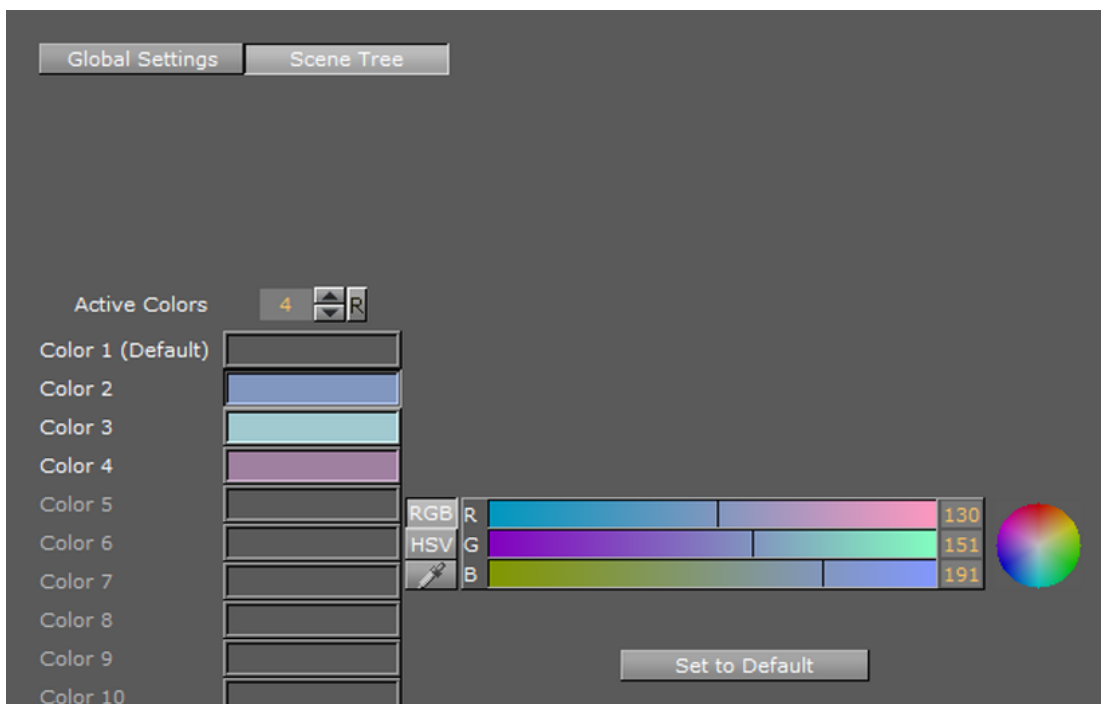 Global Settings Scene Tree
Active Colors 4 R
Color 1 (Default)
Color 2
Color 3
Color 4
Color 5
RGB R 130
Color 6
HSV G 151
Color 7
B 191
Color 8
Color 9
Set to Default
Color 10